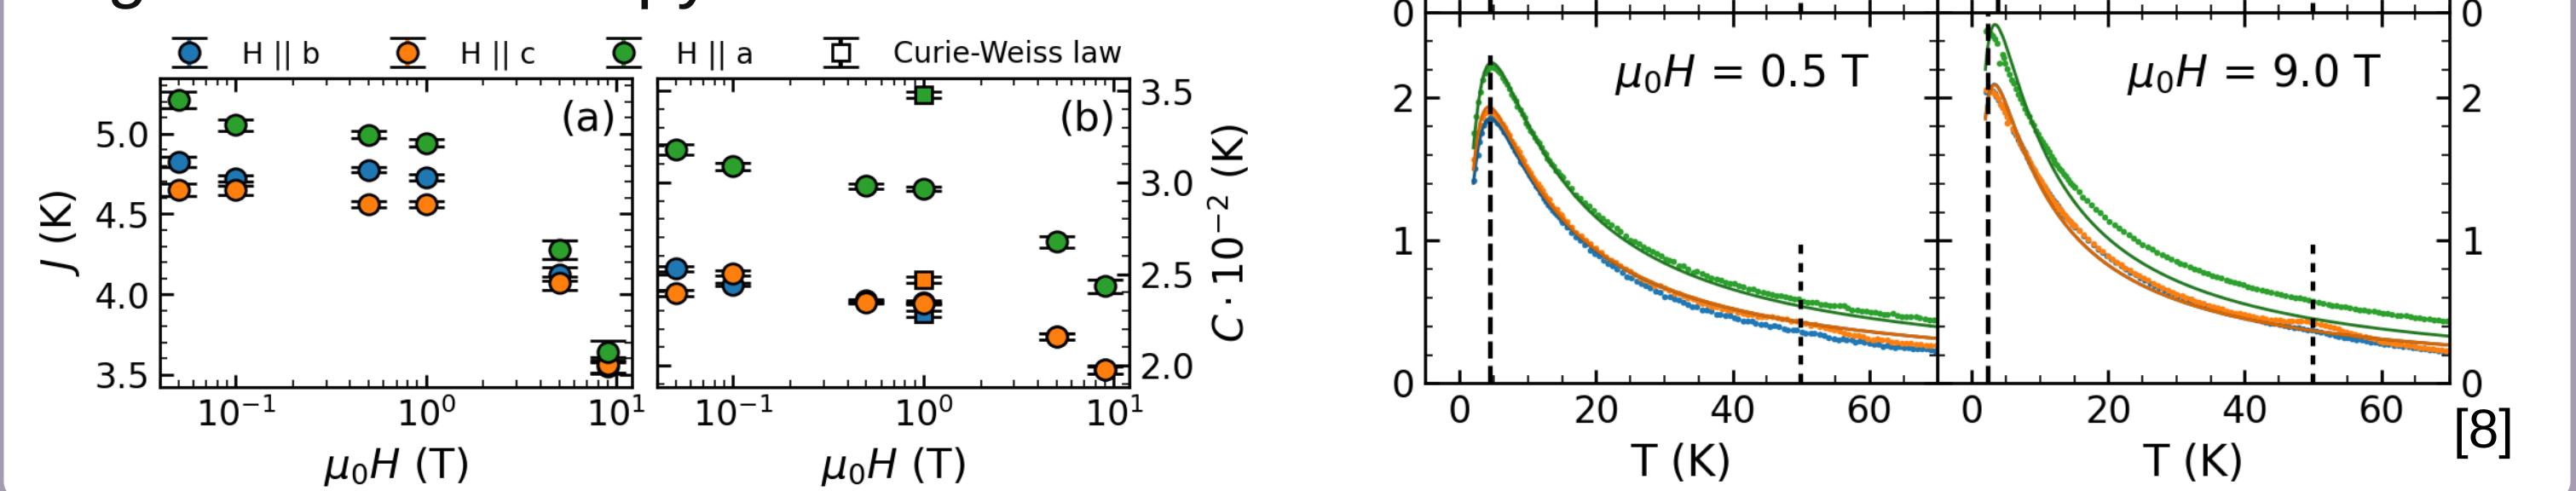 H || b H || c H || a Curie-Weiss law
(a)
5.0
4.5
4.0
3.5
J (K)
10⁻¹ 10⁰ 10¹
μ₀H (T)
(b)
3.5
3.0
2.5
2.0
C · 10⁻² (K)
10⁻¹ 10⁰ 10¹
μ₀H (T)
0
2
1
0
μ₀H = 0.5 T
0 20 40 60
T (K)
μ₀H = 9.0 T
0
2
1
0
0 20 40 60
T (K)
[8]